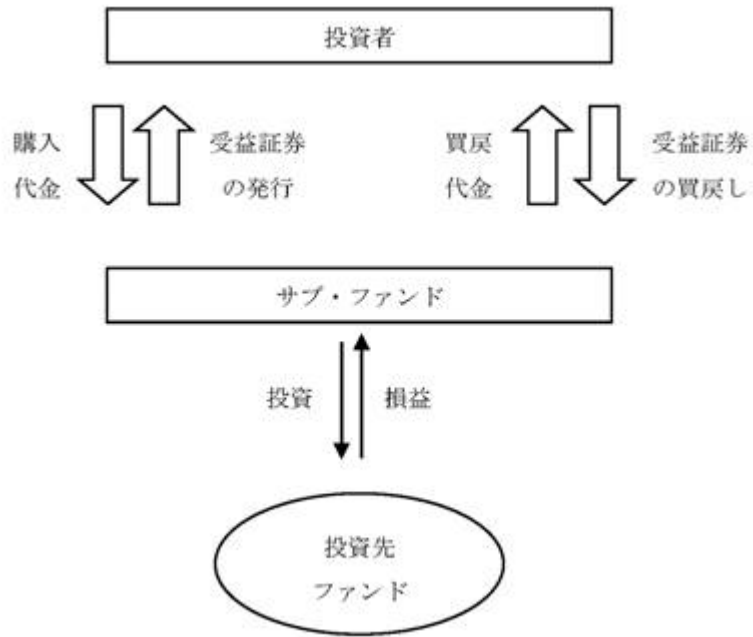 投資者
購入
代金
受益証券
の発行
買戻
代金
受益証券
の買戻し
サブ・ファンド
投資
損益
投資先
ファンド